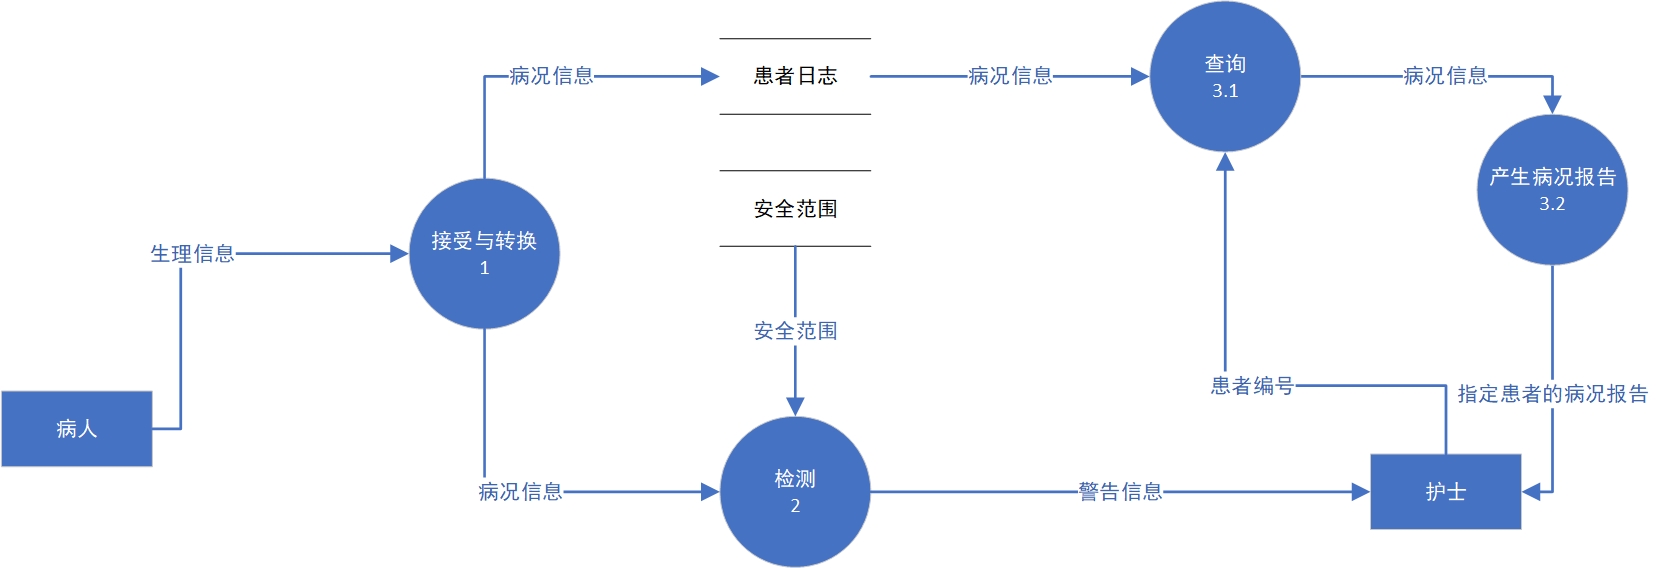 病况信息
患者日志
病况信息
查询
3.1
病况信息
产生病况报告
3.2
安全范围
接受与转换
1
生理信息
安全范围
患者编号
指定患者的病况报告
病人
病况信息
检测
2
警告信息
护士